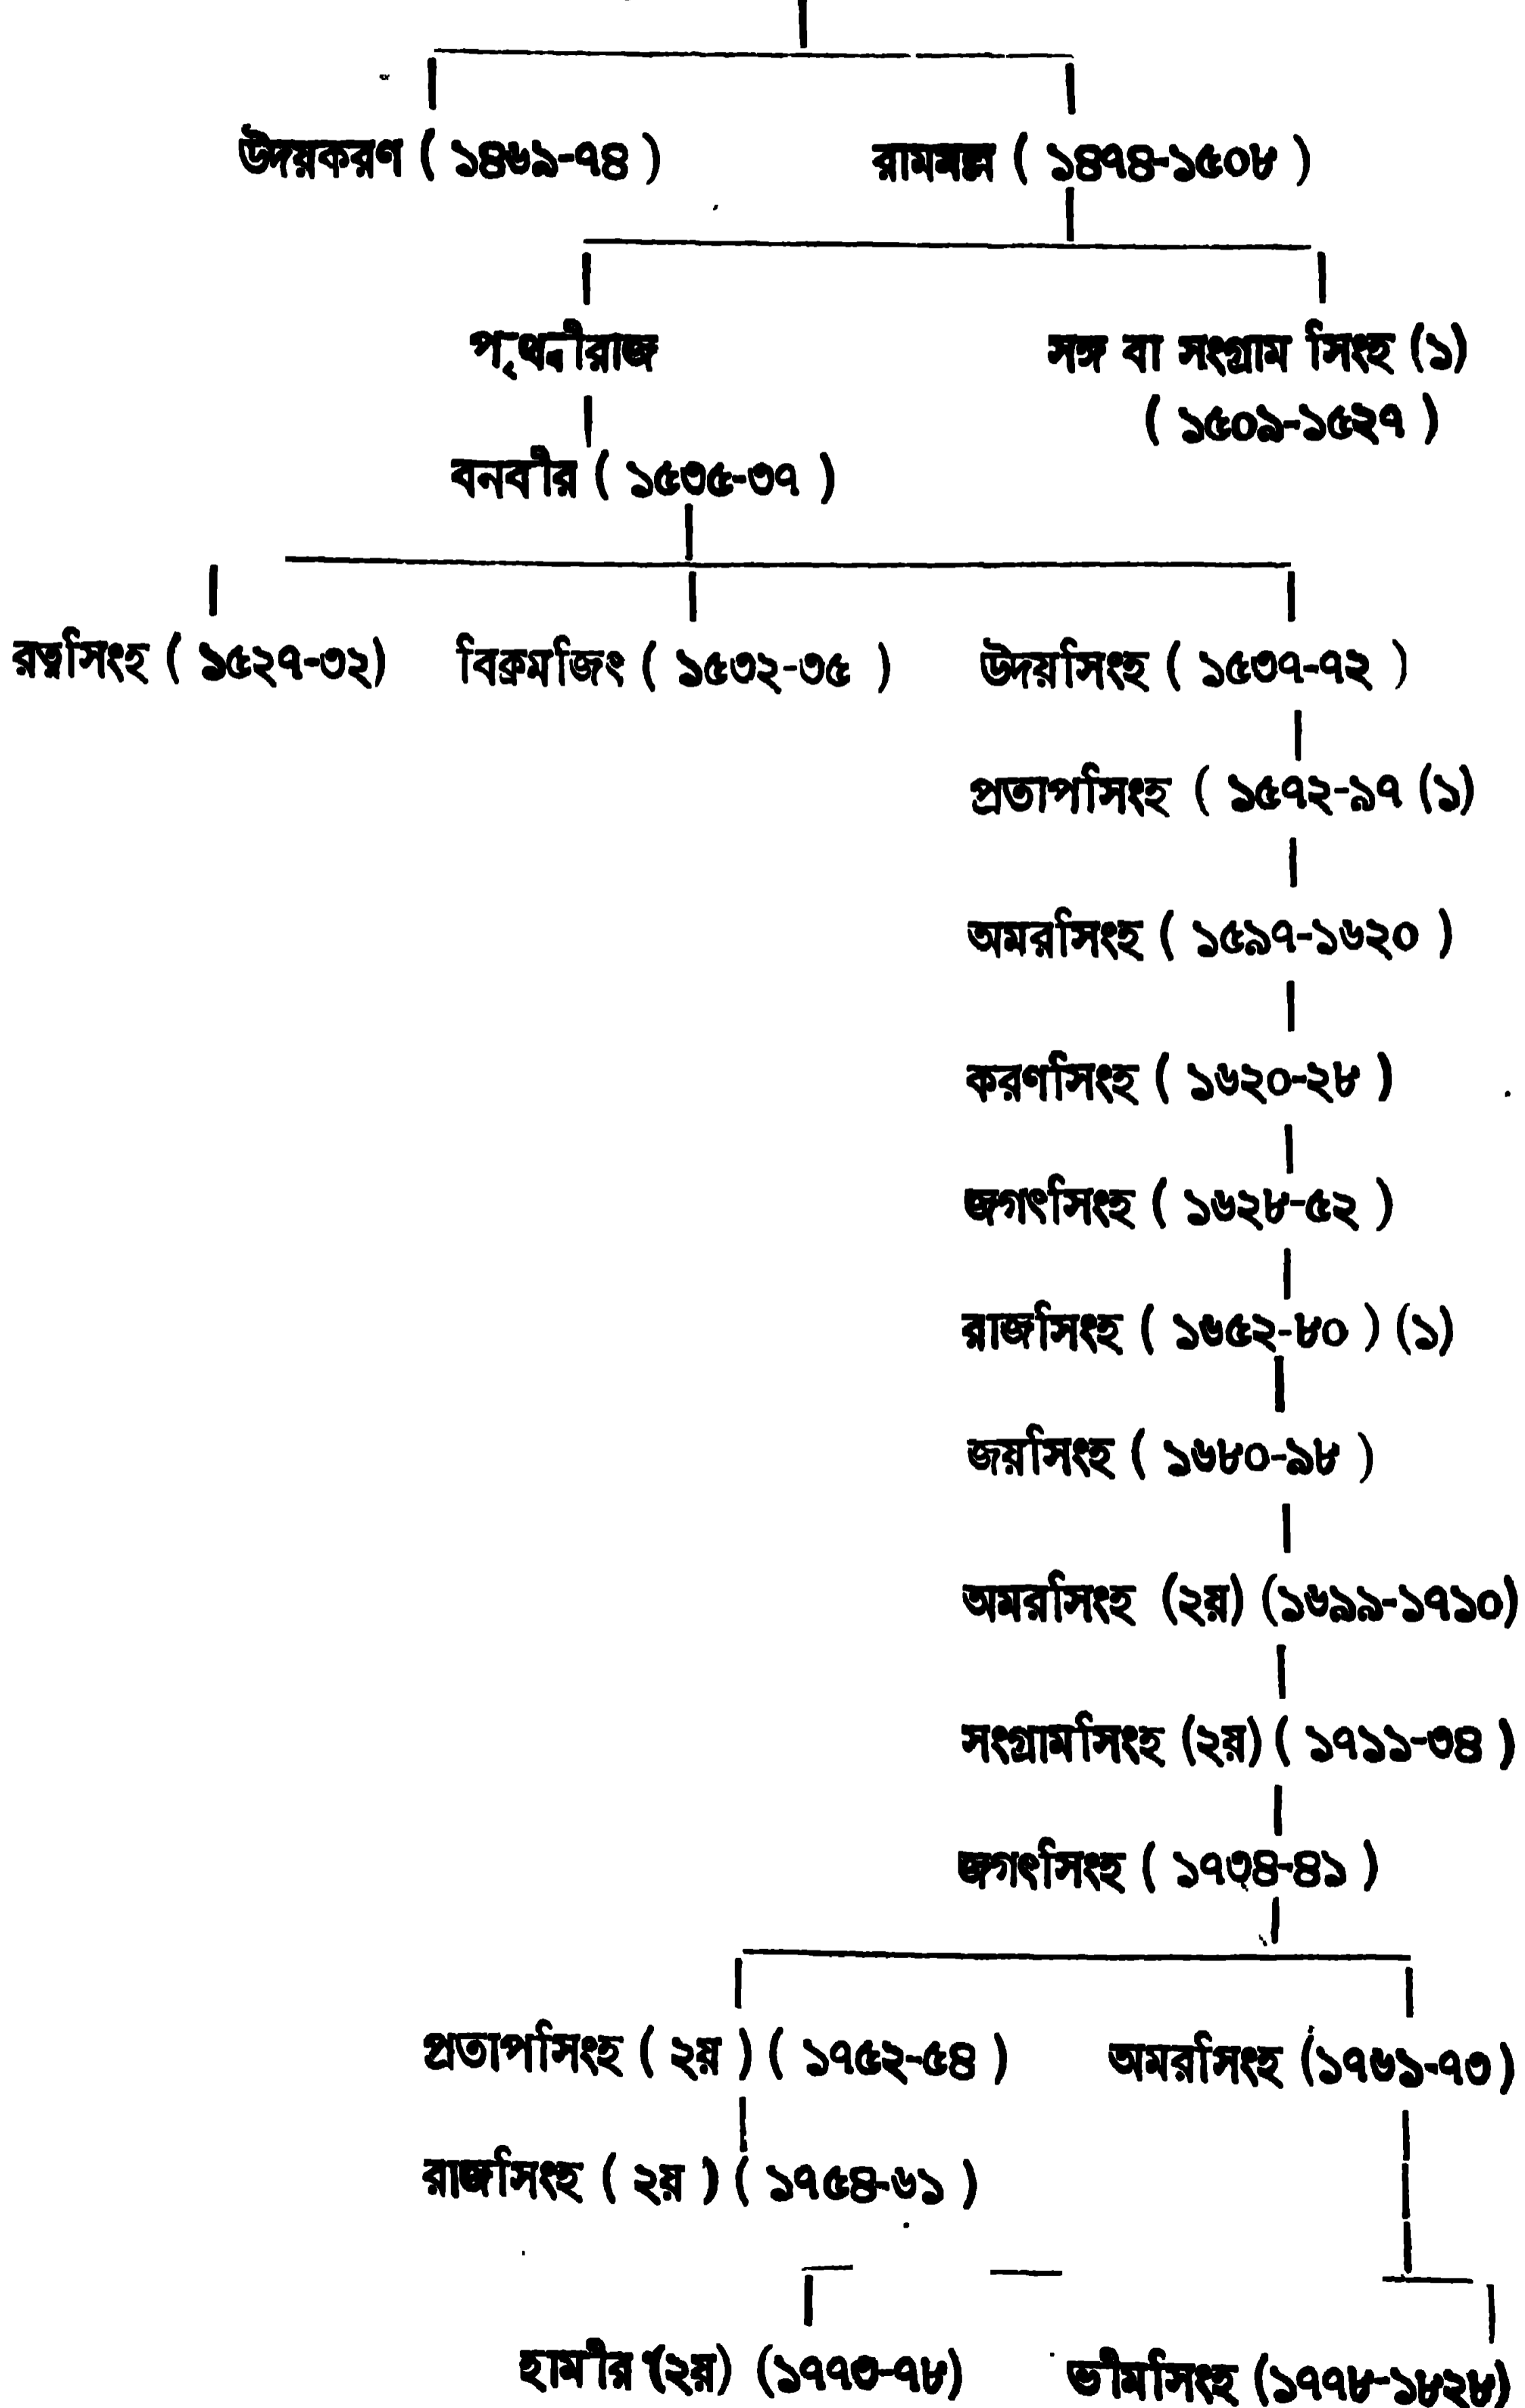 উদয়করণ ( ১৪৬৯-৭৪ ) রামমল্ল ( ১৪৭৪-১৫০৮ )
পৃথ্বীরাজ সঙ্গ বা সংগ্রাম সিংহ (১)
( ১৫০৯-১৫২৭ )
বনবীর ( ১৫৩৫-৩৭ )
রত্নসিংহ ( ১৫২৭-৩২) বিক্রমজিৎ ( ১৫৩২-৩৫ ) উদয়সিংহ ( ১৫৩৭-৭২ )
প্রতাপসিংহ ( ১৫৭২-৯৭ (১)
অমরসিংহ ( ১৫৯৭-১৬২০ )
করণসিংহ ( ১৬২০-২৮ )
জগৎসিংহ ( ১৬২৮-৫২ )
রাজসিংহ ( ১৬৫২-৮০ ) (১)
জয়সিংহ ( ১৬৮০-৯৮ )
অমরসিংহ (২য়) (১৬৯৯-১৭১০)
সংগ্রামসিংহ (২য়) ( ১৭১১-৩৪ )
জগৎসিংহ ( ১৭৩৪-৪১ )
প্রতাপসিংহ ( ২য় ) ( ১৭৫২-৫৪ ) অমরসিংহ (১৭৬১-৭৩)
রাজসিংহ ( ২য় ) ( ১৭৫৪-৬১ )
হামীর (২য়) (১৭৭৩-৭৮) ভীমসিংহ (১৭৭৮-১৮২৮)